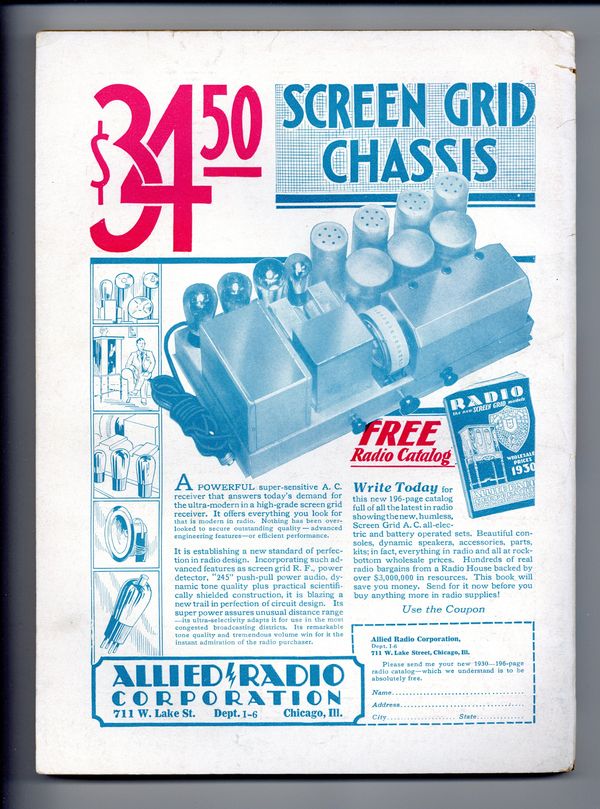 $34.50
SCREEN GRID
CHASSIS
FREE
Radio Catalog
RADIO
the new SCREEN GRID models
WHOLESALE
PRICES
1930
A POWERFUL super-sensitive A. C.
receiver that answers today's demand for
the ultra-modern in a high-grade screen grid
receiver. It offers everything you look for
that is modern in radio. Nothing has been over-
looked to secure outstanding quality—advanced
engineering features—or efficient performance.
It is establishing a new standard of perfec-
tion in radio design. Incorporating such ad-
vanced features as screen grid R. F., power
detector, "245" push-pull power audio, dy-
namic tone quality plus practical scientifi-
cally shielded construction, it is blazing a
new trail in perfection of circuit design. Its
super power assures unusual distance range
—its ultra-selectivity adapts it for use in the most
congested broadcasting districts. Its remarkable
tone quality and tremendous volume win for it the
instant admiration of the radio purchaser.
Write Today for
this new 196-page catalog
full of all the latest in radio
showing the new, humless,
Screen Grid A. C. all-elec-
tric and battery operated sets. Beautiful con-
soles, dynamic speakers, accessories, parts,
kits; in fact, everything in radio and all at rock-
bottom wholesale prices. Hundreds of real
radio bargains from a Radio House backed by
over $3,000,000 in resources. This book will
save you money. Send for it now before you
buy anything more in radio supplies!
Use the Coupon
ALLIED RADIO
CORPORATION
711 W. Lake St. Dept. 1-6 Chicago, Ill.
Allied Radio Corporation,
Dept. 1-6
711 W. Lake Street, Chicago, Ill.
Please send me your new 1930—196-page
radio catalog—which we understand is to be
absolutely free.
Name
Address
City State